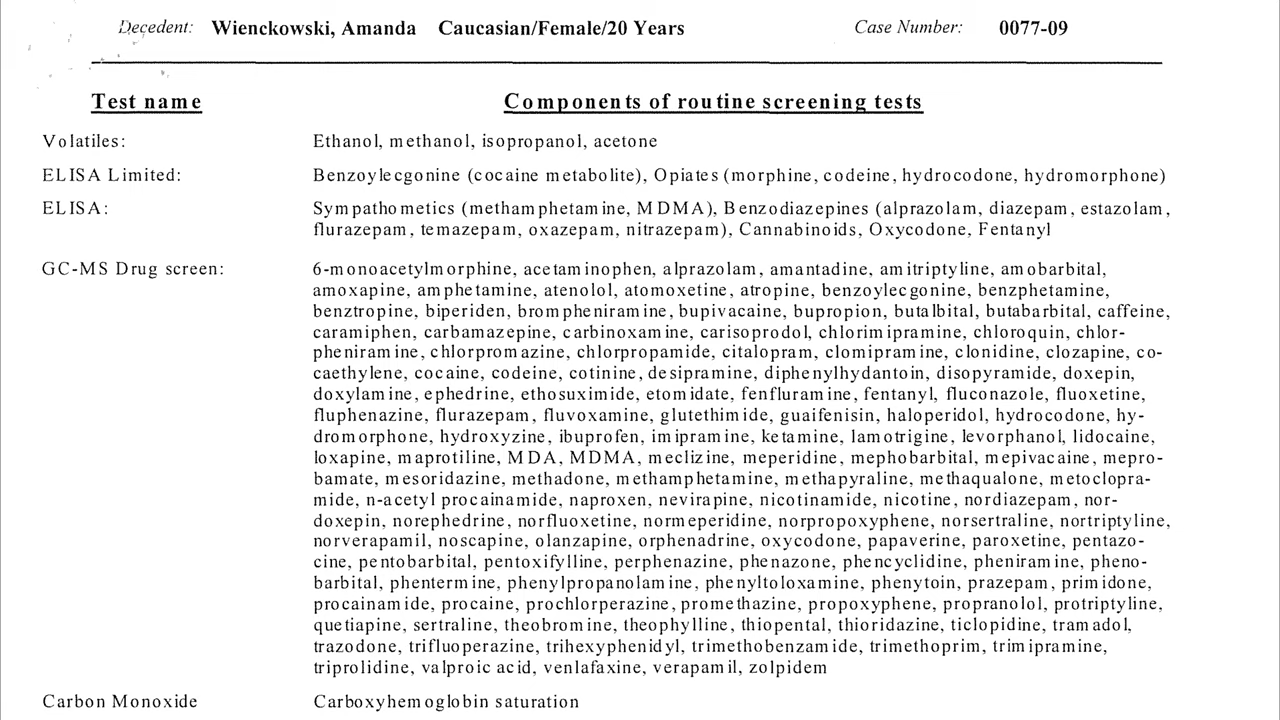 Decedent: Wienckowski, Amanda Caucasian/Female/20 Years Case Number: 0077-09
Test name Components of routine screening tests
Volatiles: Ethanol, methanol, isopropanol, acetone
ELISA Limited: Benzoylecgonine (cocaine metabolite), Opiates (morphine, codeine, hydrocodone, hydromorphone)
ELISA: Sympathometics (methamphetamine, MDMA), Benzodiazepines (alprazolam, diazepam, estazolam,
flurazepam, temazepam, oxazepam, nitrazepam), Cannabinoids, Oxycodone, Fentanyl
GC-MS Drug screen: 6-monoacetylmorphine, acetaminophen, alprazolam, amantadine, amitriptyline, amobarbital,
amoxapine, amphetamine, atenolol, atomoxetine, atropine, benzoylecgonine, benzphetamine,
benztropine, biperiden, brompheniramine, bupivacaine, bupropion, butalbital, butabarbital, caffeine,
caramiphen, carbamazepine, carbinoxamine, carisoprodol, chlorimipramine, chloroquin, chlor-
pheniramine, chlorpromazine, chlorpropamide, citalopram, clomipramine, clonidine, clozapine, co-
caethylene, cocaine, codeine, cotinine, desipramine, diphenylhydantoin, disopyramide, doxepin,
doxylamine, ephedrine, ethosuximide, etomidate, fenfluramine, fentanyl, fluconazole, fluoxetine,
fluphenazine, flurazepam, fluvoxamine, glutethimide, guaifenisin, haloperidol, hydrocodone, hy-
dromorphone, hydroxyzine, ibuprofen, imipramine, ketamine, lamotrigine, levorphanol, lidocaine,
loxapine, maprotiline, MDA, MDMA, meclizine, meperidine, mephobarbital, mepivacaine, mepro-
bamate, mesoridazine, methadone, methamphetamine, methapyraline, methaqualone, metoclopra-
mide, n-acetyl procainamide, naproxen, nevirapine, nicotinamide, nicotine, nordiazepam, nor-
doxepin, norephedrine, norfluoxetine, normeperidine, norpropoxyphene, norsertraline, nortriptyline,
norverapamil, noscapine, olanzapine, orphenadrine, oxycodone, papaverine, paroxetine, pentazo-
cine, pentobarbital, pentoxifylline, perphenazine, phenazone, phencyclidine, pheniramine, pheno-
barbital, phentermine, phenylpropanolamine, phenyltoloxamine, phenytoin, prazepam, primidone,
procainamide, procaine, prochlorperazine, promethazine, propoxyphene, propranolol, protriptyline,
quetiapine, sertraline, theobromine, theophylline, thiopental, thioridazine, ticlopidine, tramadol,
trazodone, trifluoperazine, trihexyphenidyl, trimethobenzamide, trimethoprim, trimipramine,
triprolidine, valproic acid, venlafaxine, verapamil, zolpidem
Carbon Monoxide Carboxyhemoglobin saturation